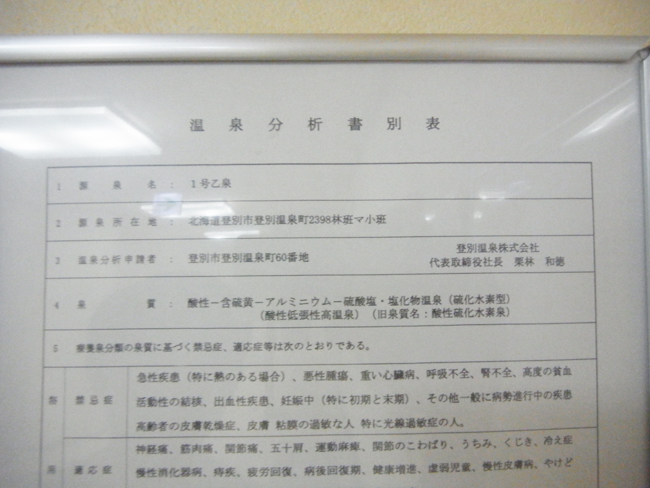 温泉分析書別表
1 源泉名 : 1号乙泉
2 源泉所在地 : 北海道登別市登別温泉町2398林班マ小班
3 温泉分析申請者 : 登別市登別温泉町60番地
登別温泉株式会社
代表取締役社長 栗林 和徳
4 泉質 : 酸性－含硫黄－アルミニウム－硫酸塩・塩化物温泉（硫化水素型）
（酸性低張性高温泉）（旧泉質名：酸性硫化水素泉）
5 療養泉分類の泉質に基づく禁忌症、適応症等は次のとおりである。
浴 禁忌症
急性疾患（特に熱のある場合）、悪性腫瘍、重い心臓病、呼吸不全、腎不全、高度の貧血
活動性の結核、出血性疾患、妊娠中（特に初期と末期）、その他一般に病勢進行中の疾患
高齢者の皮膚乾燥症、皮膚 粘膜の過敏な人 特に光線過敏症の人。
用 適応症
神経痛、筋肉痛、関節痛、五十肩、運動麻痺、関節のこわばり、うちみ、くじき、冷え症
慢性消化器病、痔疾、疲労回復、病後回復期、健康増進、虚弱児童、慢性皮膚病、やけど